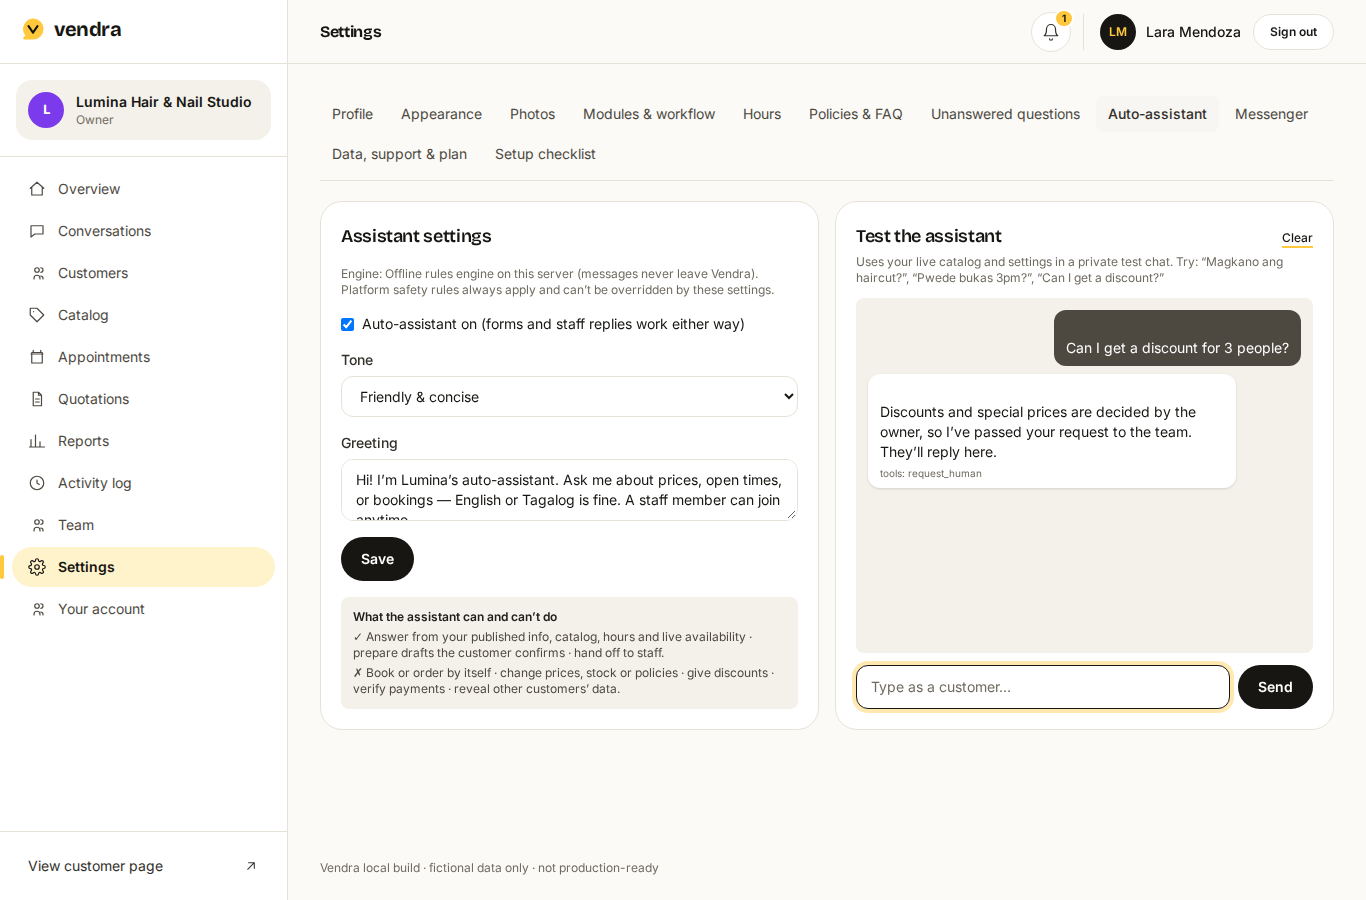 vendra
Settings
1
LM
Lara Mendoza
Sign out
L
Lumina Hair & Nail Studio
Owner
Overview
Conversations
Customers
Catalog
Appointments
Quotations
Reports
Activity log
Team
Settings
Your account
View customer page
Profile
Appearance
Photos
Modules & workflow
Hours
Policies & FAQ
Unanswered questions
Auto-assistant
Messenger
Data, support & plan
Setup checklist
Assistant settings
Engine: Offline rules engine on this server (messages never leave Vendra).
Platform safety rules always apply and can’t be overridden by these settings.
Auto-assistant on (forms and staff replies work either way)
Tone
Friendly & concise
Greeting
Hi! I’m Lumina’s auto-assistant. Ask me about prices, open times,
or bookings — English or Tagalog is fine. A staff member can join
anytime.
Save
What the assistant can and can’t do
✓ Answer from your published info, catalog, hours and live availability ·
prepare drafts the customer confirms · hand off to staff.
✗ Book or order by itself · change prices, stock or policies · give discounts ·
verify payments · reveal other customers’ data.
Test the assistant
Clear
Uses your live catalog and settings in a private test chat. Try: “Magkano ang
haircut?”, “Pwede bukas 3pm?”, “Can I get a discount?”
Can I get a discount for 3 people?
Discounts and special prices are decided by the
owner, so I’ve passed your request to the team.
They’ll reply here.
tools: request_human
Type as a customer...
Send
Vendra local build · fictional data only · not production-ready